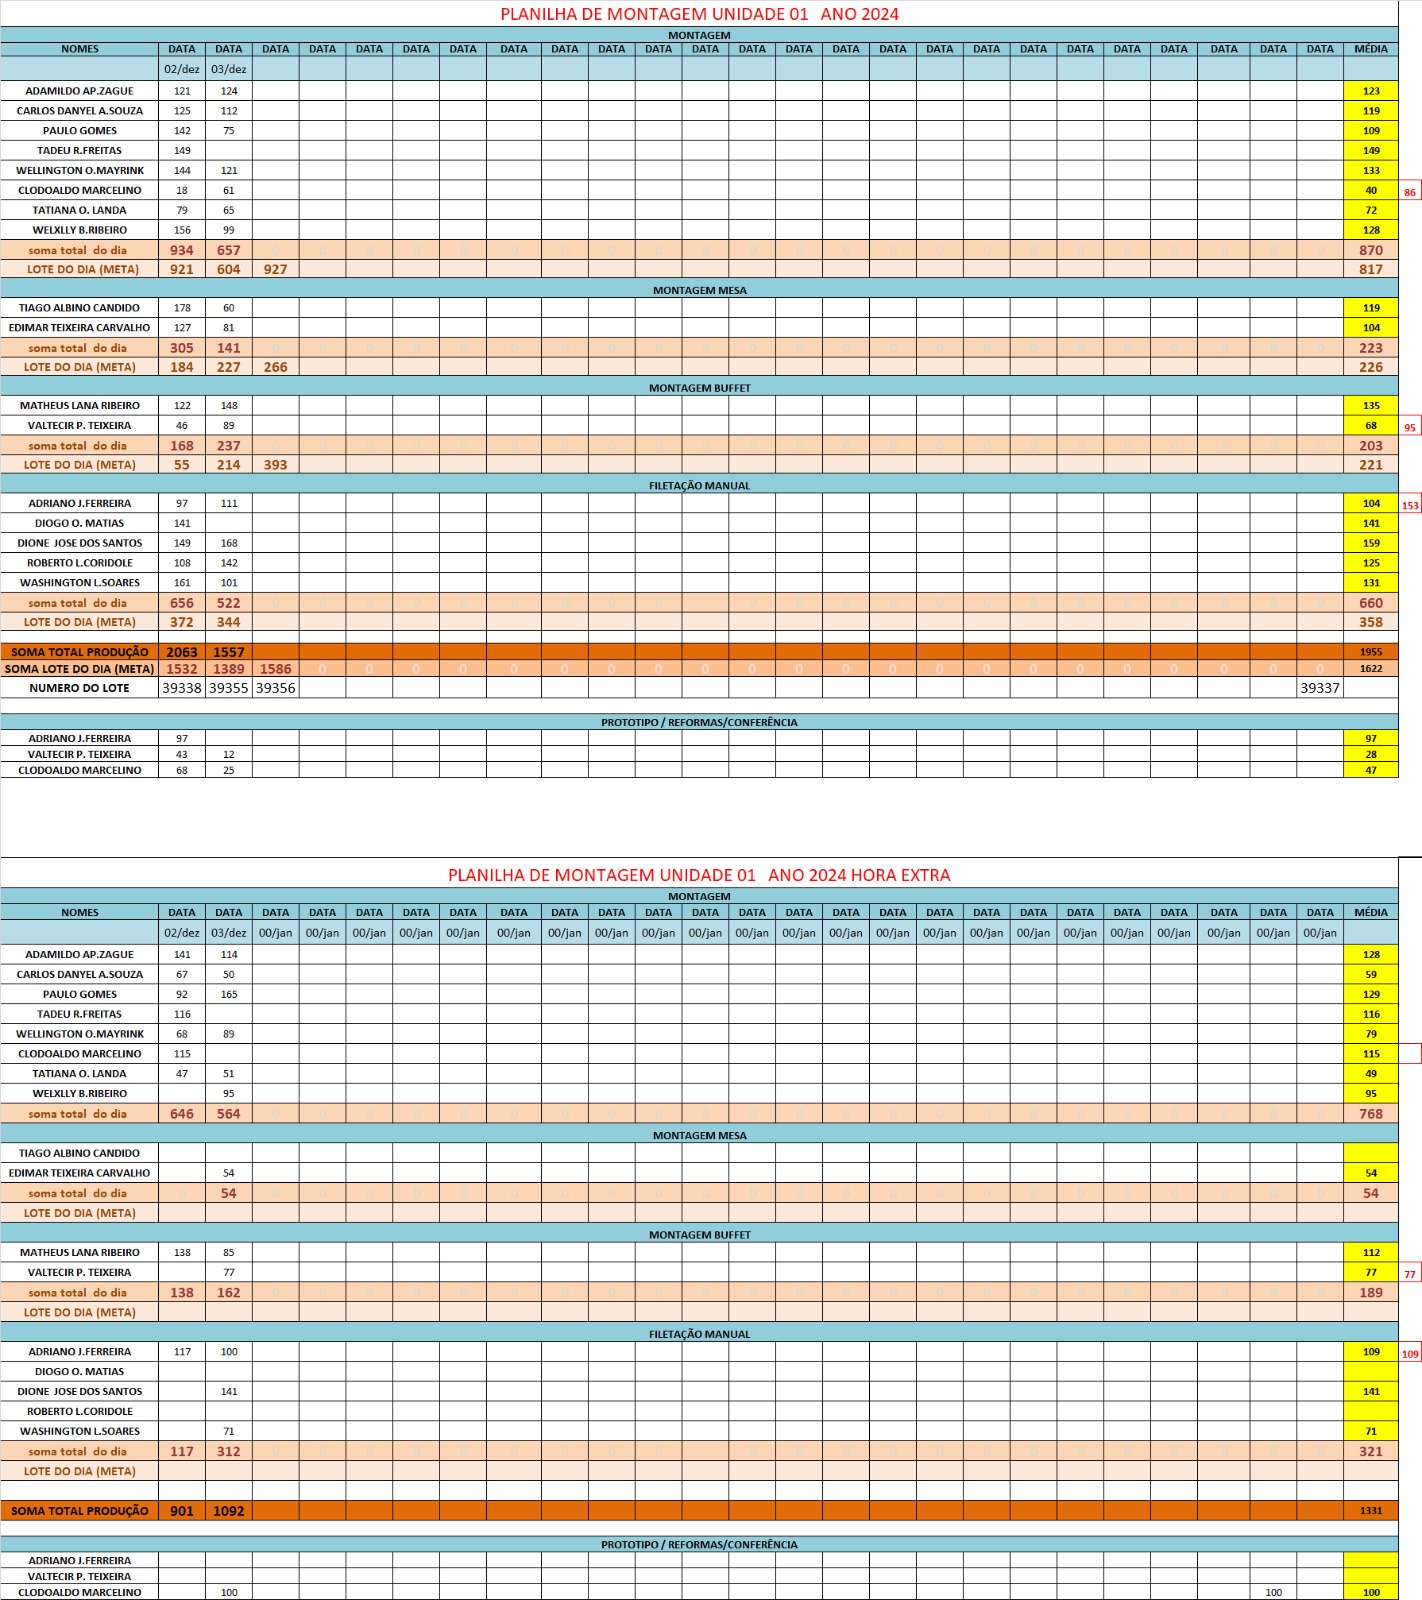 PLANILHA DE MONTAGEM UNIDADE 01 ANO 2024
MONTAGEM
NOMES DATA DATA DATA DATA DATA DATA DATA DATA DATA DATA DATA DATA DATA DATA DATA DATA DATA DATA DATA DATA DATA DATA DATA DATA MÉDIA
02/dez 03/dez
ADAMILDO AP.ZAGUE 121 124 123
CARLOS DANYEL A.SOUZA 125 112 119
PAULO GOMES 142 75 109
TADEU R.FREITAS 149 149
WELLINGTON O.MAYRINK 144 121 133
CLODOALDO MARCELINO 18 61 40 86
TATIANA O. LANDA 79 65 72
WELXLLY B.RIBEIRO 156 99 128
soma total do dia 934 657 0 0 0 0 0 0 0 0 0 0 0 0 0 0 0 0 0 0 0 0 870
LOTE DO DIA (META) 921 604 927 817
MONTAGEM MESA
TIAGO ALBINO CANDIDO 178 60 119
EDIMAR TEIXEIRA CARVALHO 127 81 104
soma total do dia 305 141 0 0 0 0 0 0 0 0 0 0 0 0 0 0 0 0 0 0 0 0 223
LOTE DO DIA (META) 184 227 266 226
MONTAGEM BUFFET
MATHEUS LANA RIBEIRO 122 148 135
VALTECIR P. TEIXEIRA 46 89 68 95
soma total do dia 168 237 0 0 0 0 0 0 0 0 0 0 0 0 0 0 0 0 0 0 0 0 203
LOTE DO DIA (META) 55 214 393 221
FILETAÇÃO MANUAL
ADRIANO J.FERREIRA 97 111 104 153
DIOGO O. MATIAS 141 141
DIONE JOSE DOS SANTOS 149 168 159
ROBERTO L.CORIDOLE 108 142 125
WASHINGTON L.SOARES 161 101 131
soma total do dia 656 522 0 0 0 0 0 0 0 0 0 0 0 0 0 0 0 0 0 0 0 0 660
LOTE DO DIA (META) 372 344 358
SOMA TOTAL PRODUÇÃO 2063 1557 1955
SOMA LOTE DO DIA (META) 1532 1389 1586 0 0 0 0 0 0 0 0 0 0 0 0 0 0 0 0 0 0 0 0 1622
NUMERO DO LOTE 39338 39355 39356 39337
PROTOTIPO / REFORMAS/CONFERÊNCIA
ADRIANO J.FERREIRA 97 97
VALTECIR P. TEIXEIRA 43 12 28
CLODOALDO MARCELINO 68 25 47
PLANILHA DE MONTAGEM UNIDADE 01 ANO 2024 HORA EXTRA
MONTAGEM
NOMES DATA DATA DATA DATA DATA DATA DATA DATA DATA DATA DATA DATA DATA DATA DATA DATA DATA DATA DATA DATA DATA DATA DATA DATA MÉDIA
02/dez 03/dez 00/jan 00/jan 00/jan 00/jan 00/jan 00/jan 00/jan 00/jan 00/jan 00/jan 00/jan 00/jan 00/jan 00/jan 00/jan 00/jan 00/jan 00/jan 00/jan 00/jan 00/jan 00/jan
ADAMILDO AP.ZAGUE 141 114 128
CARLOS DANYEL A.SOUZA 67 50 59
PAULO GOMES 92 165 129
TADEU R.FREITAS 116 116
WELLINGTON O.MAYRINK 68 89 79
CLODOALDO MARCELINO 115 115
TATIANA O. LANDA 47 51 49
WELXLLY B.RIBEIRO 95 95
soma total do dia 646 564 0 0 0 0 0 0 0 0 0 0 0 0 0 0 0 0 0 0 0 0 768
MONTAGEM MESA
TIAGO ALBINO CANDIDO
EDIMAR TEIXEIRA CARVALHO 54 54
soma total do dia 0 54 0 0 0 0 0 0 0 0 0 0 0 0 0 0 0 0 0 0 0 0 54
LOTE DO DIA (META)
MONTAGEM BUFFET
MATHEUS LANA RIBEIRO 138 85 112
VALTECIR P. TEIXEIRA 77 77 77
soma total do dia 138 162 0 0 0 0 0 0 0 0 0 0 0 0 0 0 0 0 0 0 0 0 189
LOTE DO DIA (META)
FILETAÇÃO MANUAL
ADRIANO J.FERREIRA 117 100 109 109
DIOGO O. MATIAS
DIONE JOSE DOS SANTOS 141 141
ROBERTO L.CORIDOLE
WASHINGTON L.SOARES 71 71
soma total do dia 117 312 0 0 0 0 0 0 0 0 0 0 0 0 0 0 0 0 0 0 0 0 321
LOTE DO DIA (META)
SOMA TOTAL PRODUÇÃO 901 1092 1331
PROTOTIPO / REFORMAS/CONFERÊNCIA
ADRIANO J.FERREIRA
VALTECIR P. TEIXEIRA
CLODOALDO MARCELINO 100 100 100